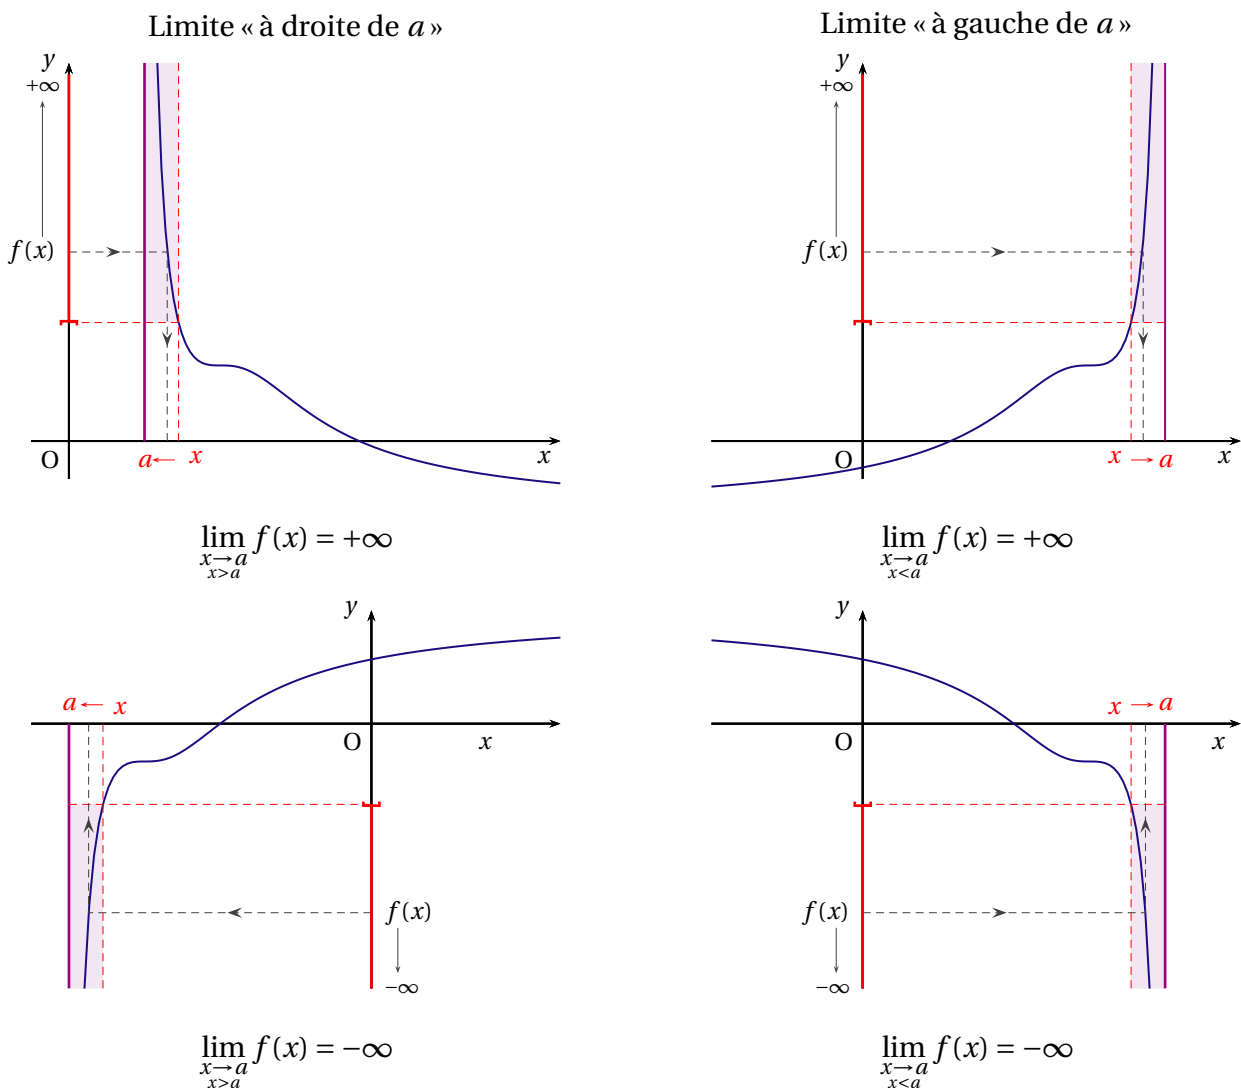 Limite « à droite de a »
y
+∞
f(x)
O
a ← x
x
lim f(x) = +∞
x→a
x>a
Limite « à gauche de a »
y
+∞
f(x)
O
x → a
x
lim f(x) = +∞
x→a
x<a
y
a ← x
O
x
f(x)
−∞
lim f(x) = −∞
x→a
x>a
y
x → a
O
x
f(x)
−∞
lim f(x) = −∞
x→a
x<a